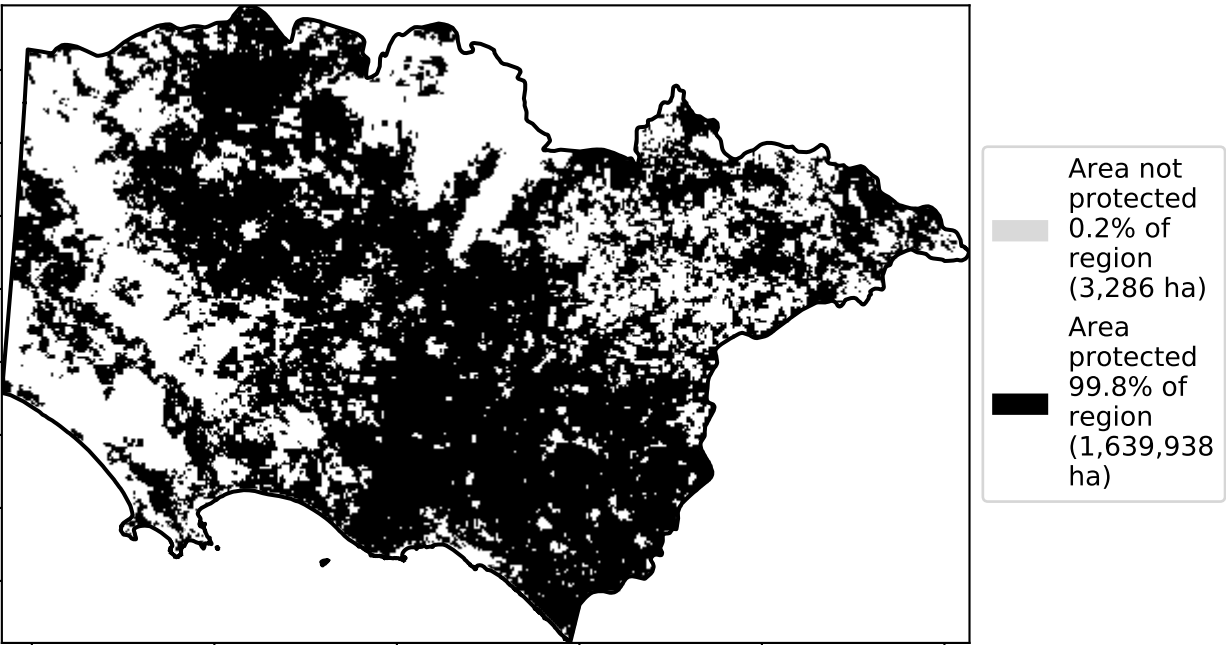 Area not
protected
0.2% of
region
(3,286 ha)
Area
protected
99.8% of
region
(1,639,938
ha)